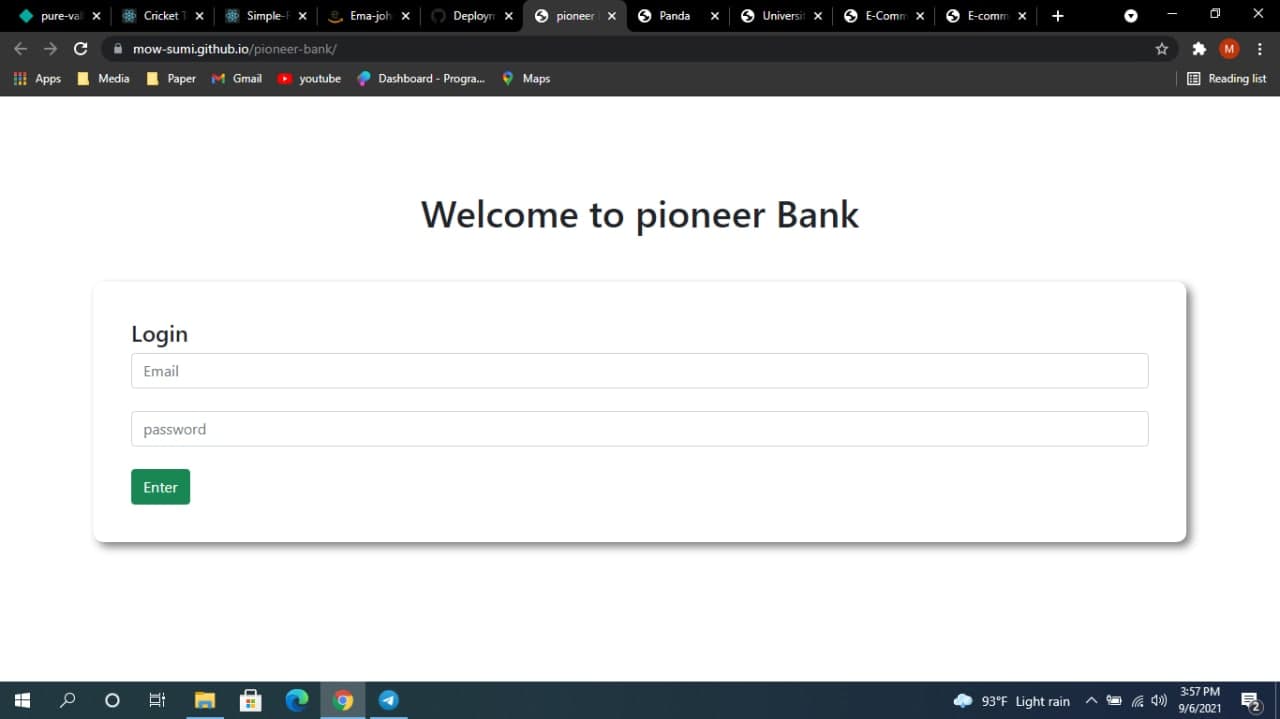 pure-val Cricket T Simple-R Ema-joh Deployn pioneer Panda Universi E-Comm E-comm
mow-sumi.github.io/pioneer-bank/
M
Apps Media Paper Gmail youtube Dashboard - Progra... Maps Reading list
Welcome to pioneer Bank
Login
Email
password
Enter
93°F Light rain 3:57 PM
9/6/2021
2